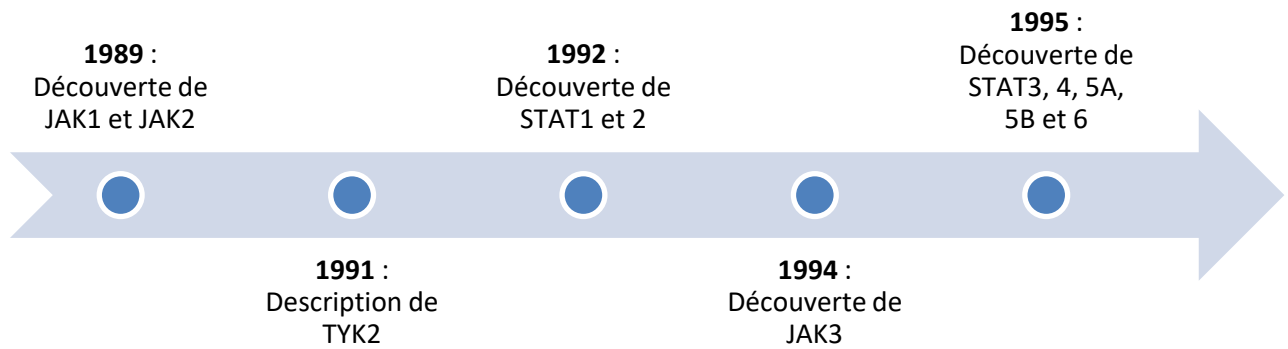 1989 :
Découverte de
JAK1 et JAK2
1991 :
Description de
TYK2
1992 :
Découverte de
STAT1 et 2
1994 :
Découverte de
JAK3
1995 :
Découverte de
STAT3, 4, 5A,
5B et 6